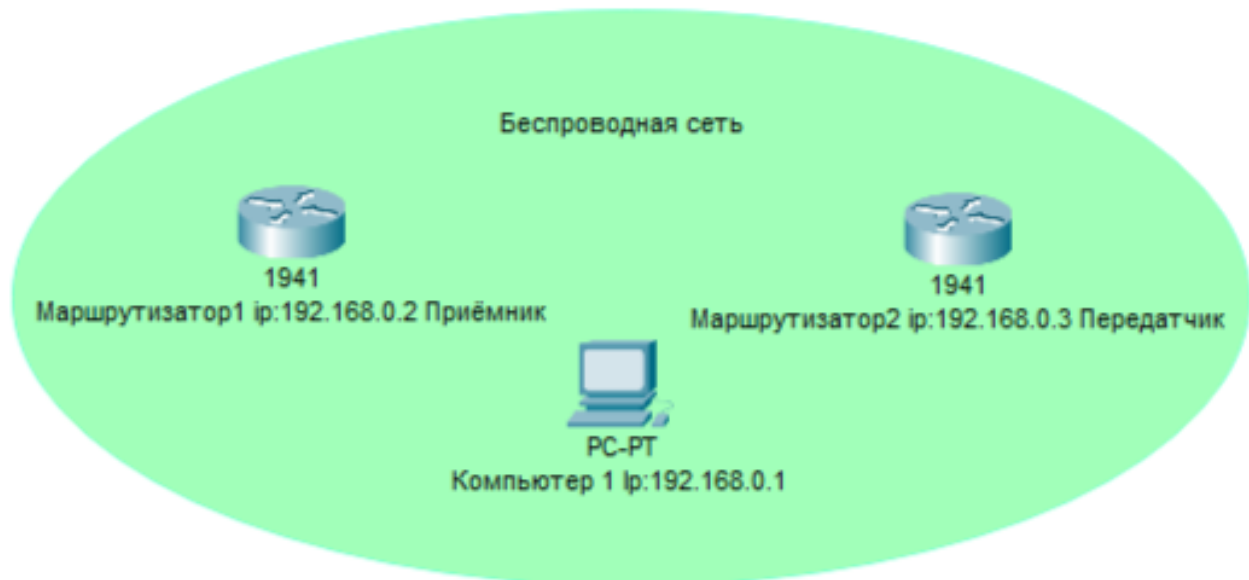 Беспроводная сеть
1941
Маршрутизатор1 ip:192.168.0.2 Приёмник
1941
Маршрутизатор2 ip:192.168.0.3 Передатчик
PC-PT
Компьютер 1 Ip:192.168.0.1